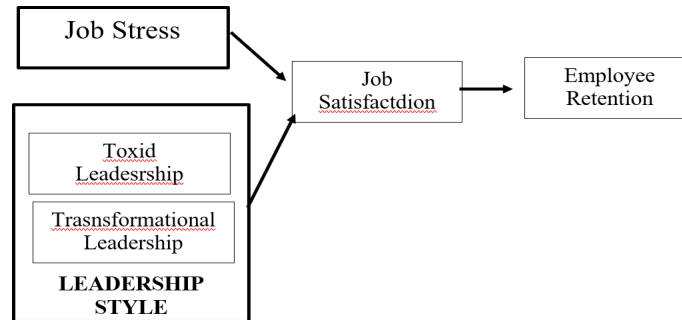 Job Stress
Job
Satisfactdion
Employee
Retention
Toxid
Leadesrship
Trasnsformational
Leadership
LEADERSHIP
STYLE